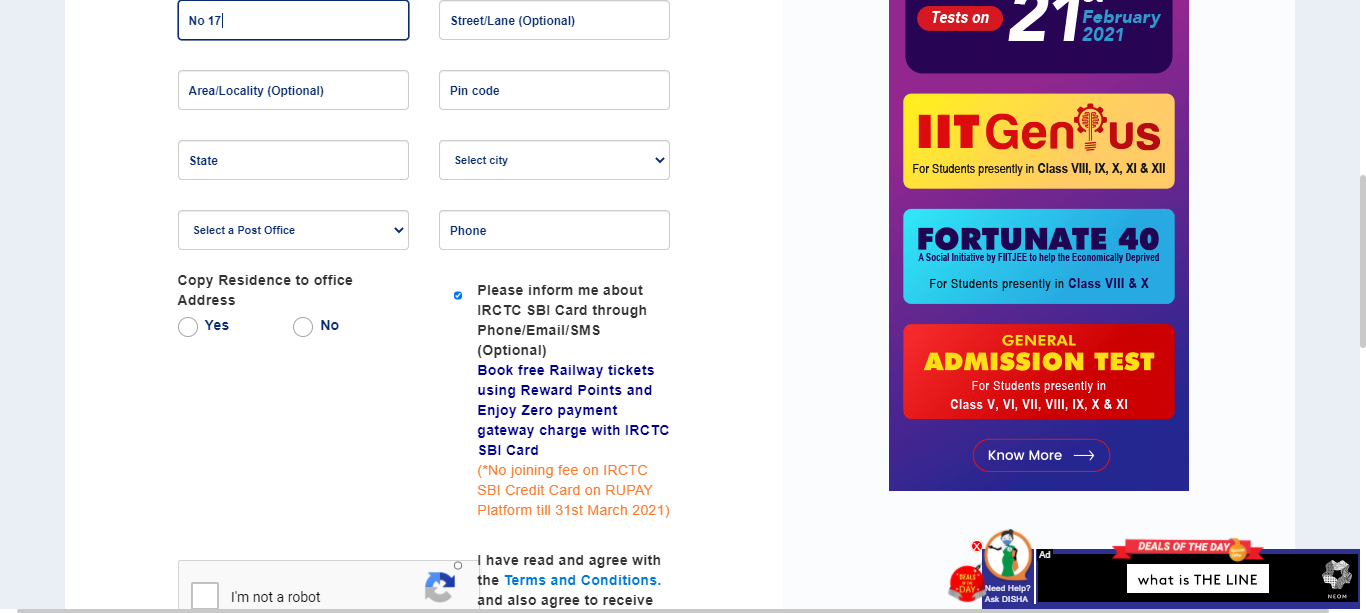 No 17
Street/Lane (Optional)
Area/Locality (Optional)
Pin code
State
Select city
Select a Post Office
Phone
Copy Residence to office
Address
Yes
No
Please inform me about
IRCTC SBI Card through
Phone/Email/SMS
(Optional)
Book free Railway tickets
using Reward Points and
Enjoy Zero payment
gateway charge with IRCTC
SBI Card
(*No joining fee on IRCTC
SBI Credit Card on RUPAY
Platform till 31st March 2021)
I have read and agree with
the Terms and Conditions.
and also agree to receive
I'm not a robot
Tests on
21st
February
2021
IIT Genius
For Students presently in Class VIII, IX, X, XI & XII
FORTUNATE 40
A Social Initiative by FIITJEE to help the Economically Deprived
For Students presently in Class VIII & X
GENERAL
ADMISSION TEST
For Students presently in
Class V, VI, VII, VIII, IX, X & XI
Know More
DEALS OF THE DAY
Need Help?
Ask DISHA
Ad
DEALS OF THE DAY
what is THE LINE
NEOM